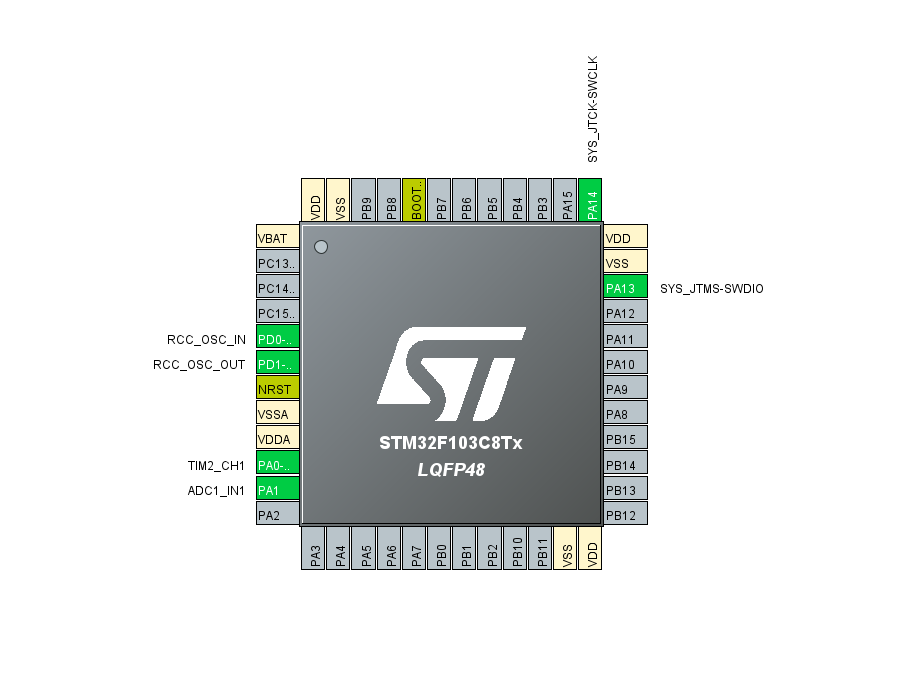 SYS_JTCK-SWCLK
VDD
VSS
PB9
PB8
BOOT..
PB7
PB6
PB5
PB4
PB3
PA15
PA14
VBAT
PC13..
PC14..
PC15..
RCC_OSC_IN PD0-..
RCC_OSC_OUT PD1-..
NRST
VSSA
VDDA
TIM2_CH1 PA0-..
ADC1_IN1 PA1
PA2
ST
STM32F103C8Tx
LQFP48
VDD
VSS
PA13 SYS_JTMS-SWDIO
PA12
PA11
PA10
PA9
PA8
PB15
PB14
PB13
PB12
PA3
PA4
PA5
PA6
PA7
PB0
PB1
PB2
PB10
PB11
VSS
VDD